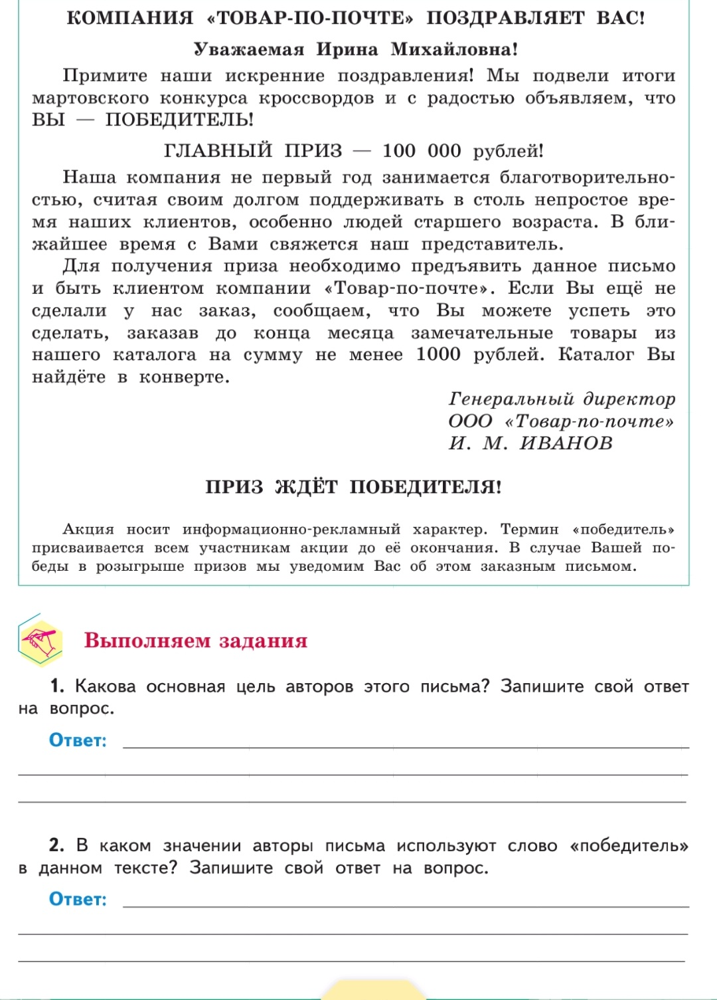 КОМПАНИЯ «ТОВАР-ПО-ПОЧТЕ» ПОЗДРАВЛЯЕТ ВАС!
Уважаемая Ирина Михайловна!
Примите наши искренние поздравления! Мы подвели итоги
мартовского конкурса кроссвордов и с радостью объявляем, что
ВЫ — ПОБЕДИТЕЛЬ!
ГЛАВНЫЙ ПРИЗ — 100 000 рублей!
Наша компания не первый год занимается благотворительно-
стью, считая своим долгом поддерживать в столь непростое вре-
мя наших клиентов, особенно людей старшего возраста. В бли-
жайшее время с Вами свяжется наш представитель.
Для получения приза необходимо предъявить данное письмо
и быть клиентом компании «Товар-по-почте». Если Вы ещё не
сделали у нас заказ, сообщаем, что Вы можете успеть это
сделать, заказав до конца месяца замечательные товары из
нашего каталога на сумму не менее 1000 рублей. Каталог Вы
найдёте в конверте.
Генеральный директор
ООО «Товар-по-почте»
И. М. ИВАНОВ
ПРИЗ ЖДЁТ ПОБЕДИТЕЛЯ!
Акция носит информационно-рекламный характер. Термин «победитель»
присваивается всем участникам акции до её окончания. В случае Вашей по-
беды в розыгрыше призов мы уведомим Вас об этом заказным письмом.
Выполняем задания
1. Какова основная цель авторов этого письма? Запишите свой ответ
на вопрос.
Ответ:
2. В каком значении авторы письма используют слово «победитель»
в данном тексте? Запишите свой ответ на вопрос.
Ответ: